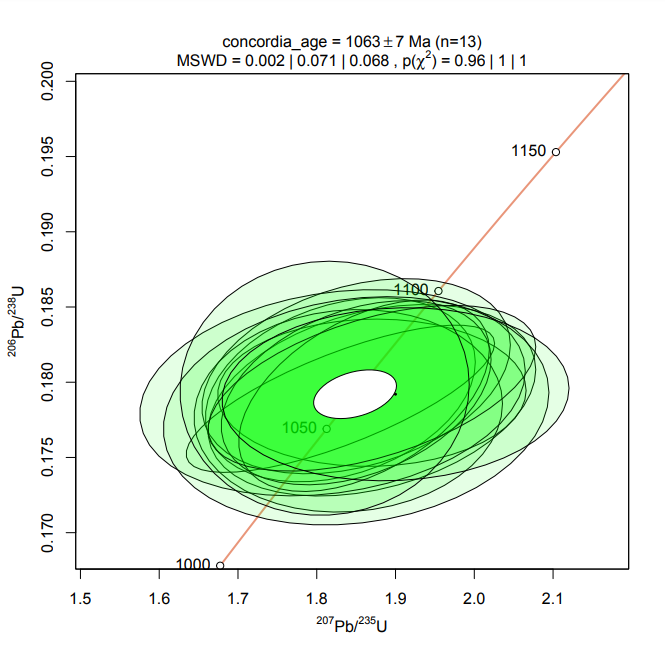 concordia_age = 1063 ± 7 Ma (n=13)
MSWD = 0.002 | 0.071 | 0.068 , p(χ²) = 0.96 | 1 | 1
0.200
0.195
0.190
0.185
0.180
0.175
0.170
²⁰⁶Pb/²³⁸U
1150
1100
1050
1000
1.5 1.6 1.7 1.8 1.9 2.0 2.1
²⁰⁷Pb/²³⁵U